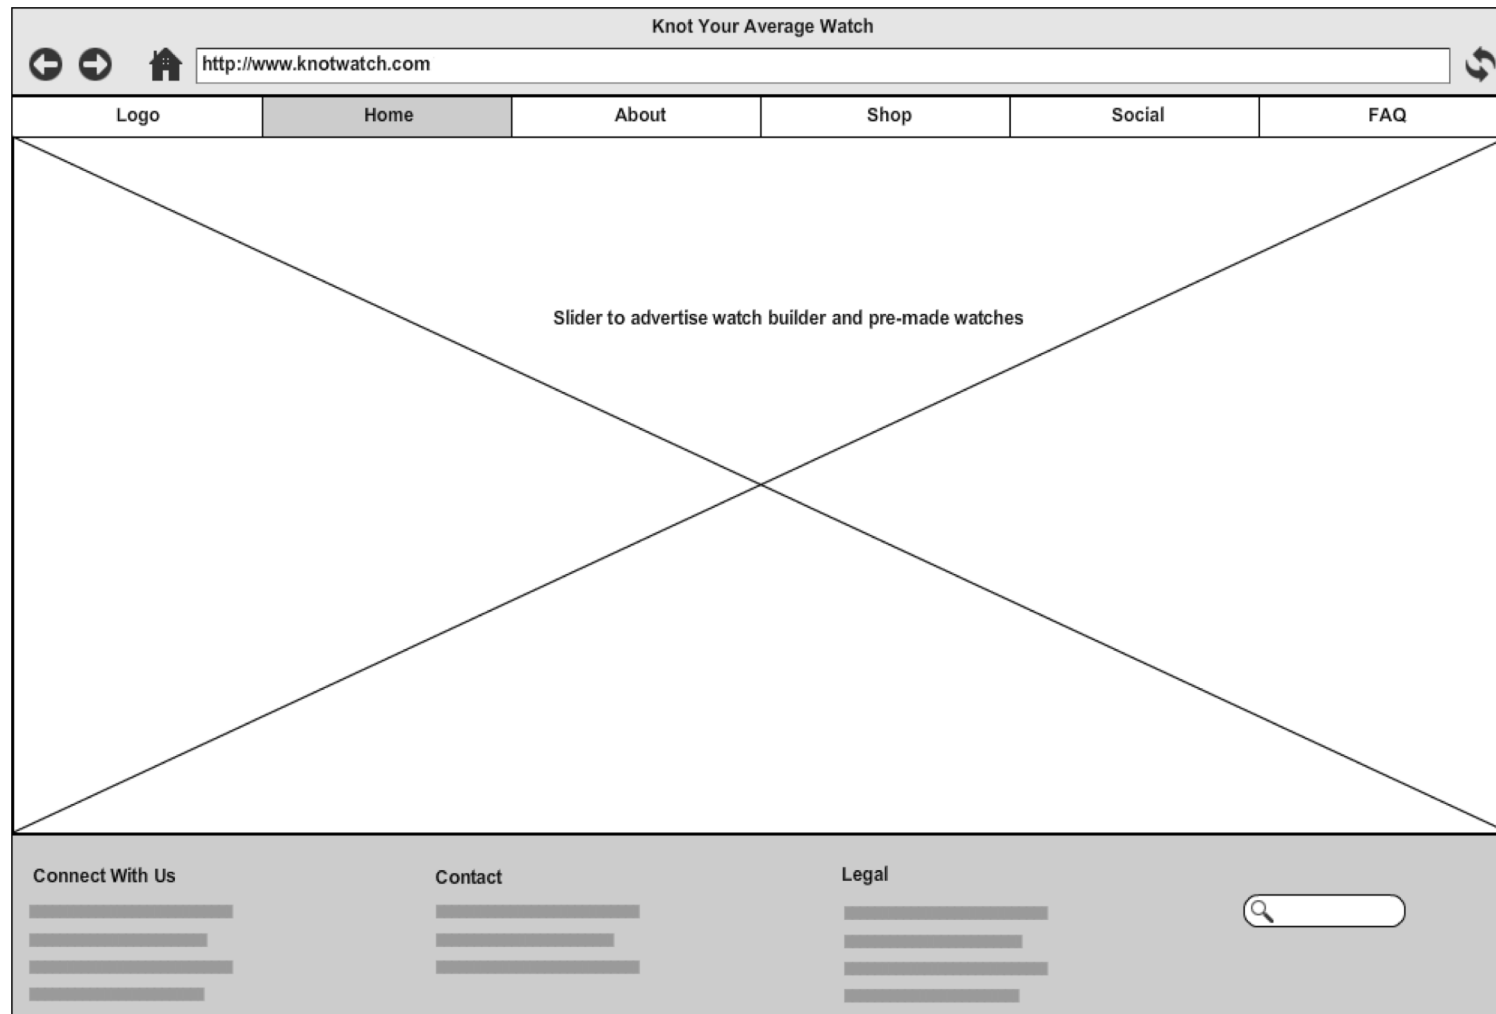 Knot Your Average Watch
http://www.knotwatch.com
Logo Home About Shop Social FAQ
Slider to advertise watch builder and pre-made watches
Connect With Us Contact Legal